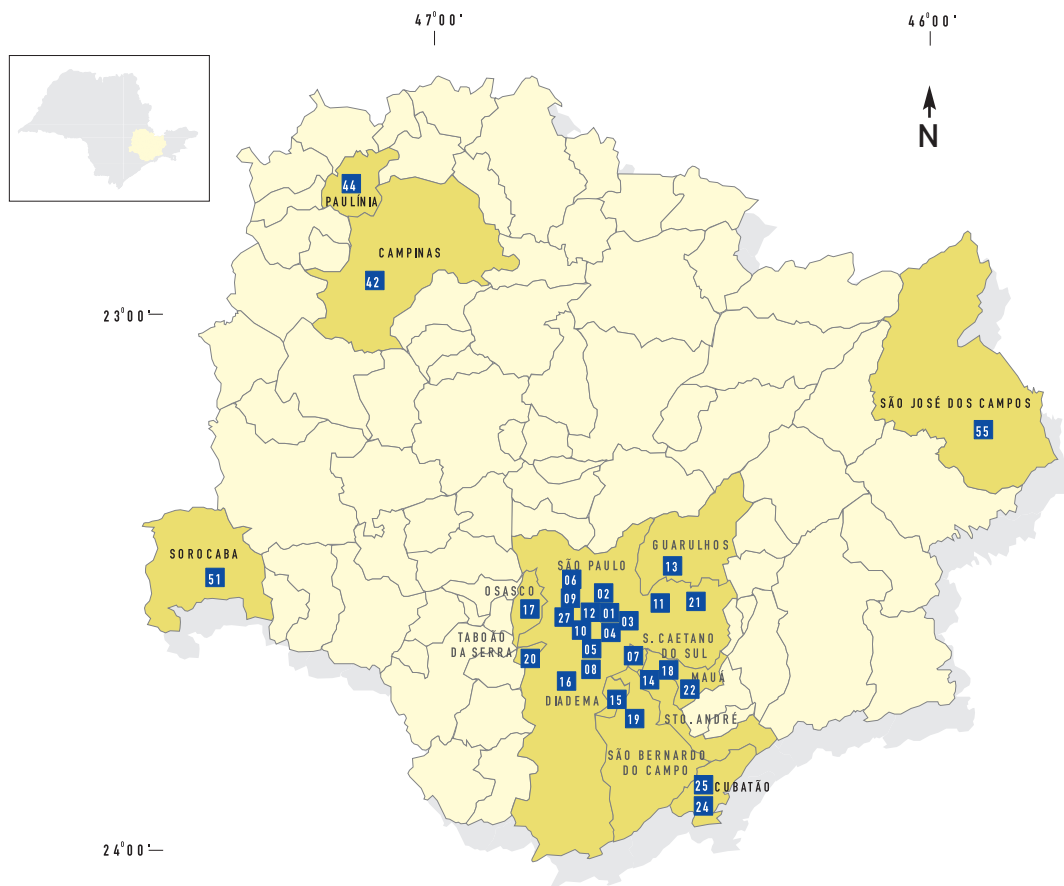 47°00'
46°00'
N
44
PAULÍNIA
CAMPINAS
42
23°00'
SÃO JOSÉ DOS CAMPOS
55
SOROCABA
51
GUARULHOS
SÃO PAULO
13
06
OSASCO
02
09
11
21
17
12
01
27
03
10
04
TABOÃO
DA SERRA
S. CAETANO
DO SUL
05
07
20
08
18
16
14
MAUÁ
22
DIADEMA
15
19
STO. ANDRÉ
SÃO BERNARDO
DO CAMPO
25
CUBATÃO
24
24°00'